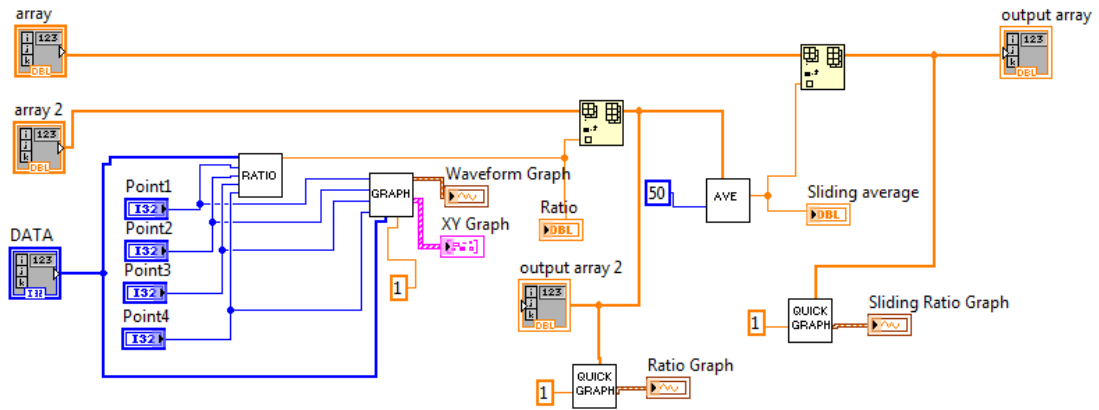 array
output array
123
i
j
k
DBL
123
i
j
k
DBL
array 2
123
i
j
k
DBL
RATIO
Point1
I32
GRAPH
Waveform Graph
50
AVE
Sliding average
DBL
Point2
I32
XY Graph
Ratio
DBL
DATA
123
i
j
k
I32
Point3
I32
1
output array 2
123
i
j
k
DBL
Point4
I32
1
QUICK
GRAPH
Sliding Ratio Graph
1
QUICK
GRAPH
Ratio Graph